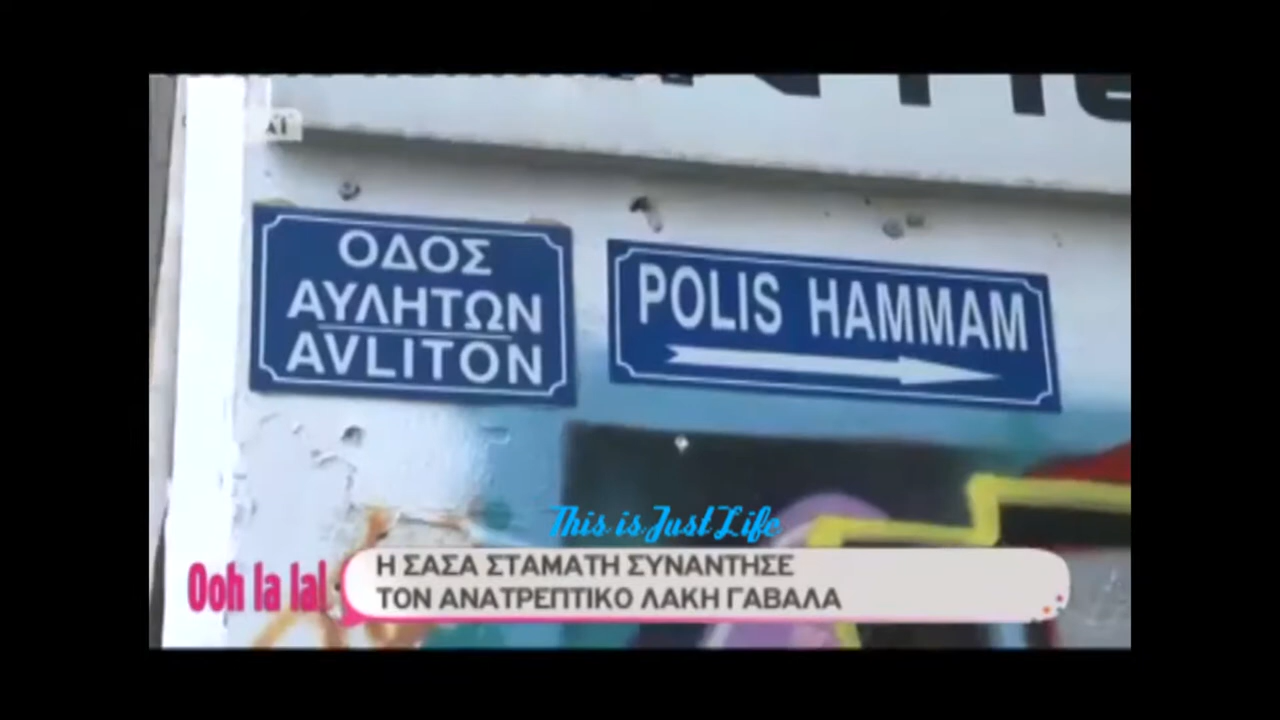 ΟΔΟΣ
ΑΥΛΗΤΩΝ
AVLITON
POLIS HAMMAM
This is Just Life
Ooh la la!
Η ΣΑΣΑ ΣΤΑΜΑΤΗ ΣΥΝΑΝΤΗΣΕ
ΤΟΝ ΑΝΑΤΡΕΠΤΙΚΟ ΛΑΚΗ ΓΑΒΑΛΑ